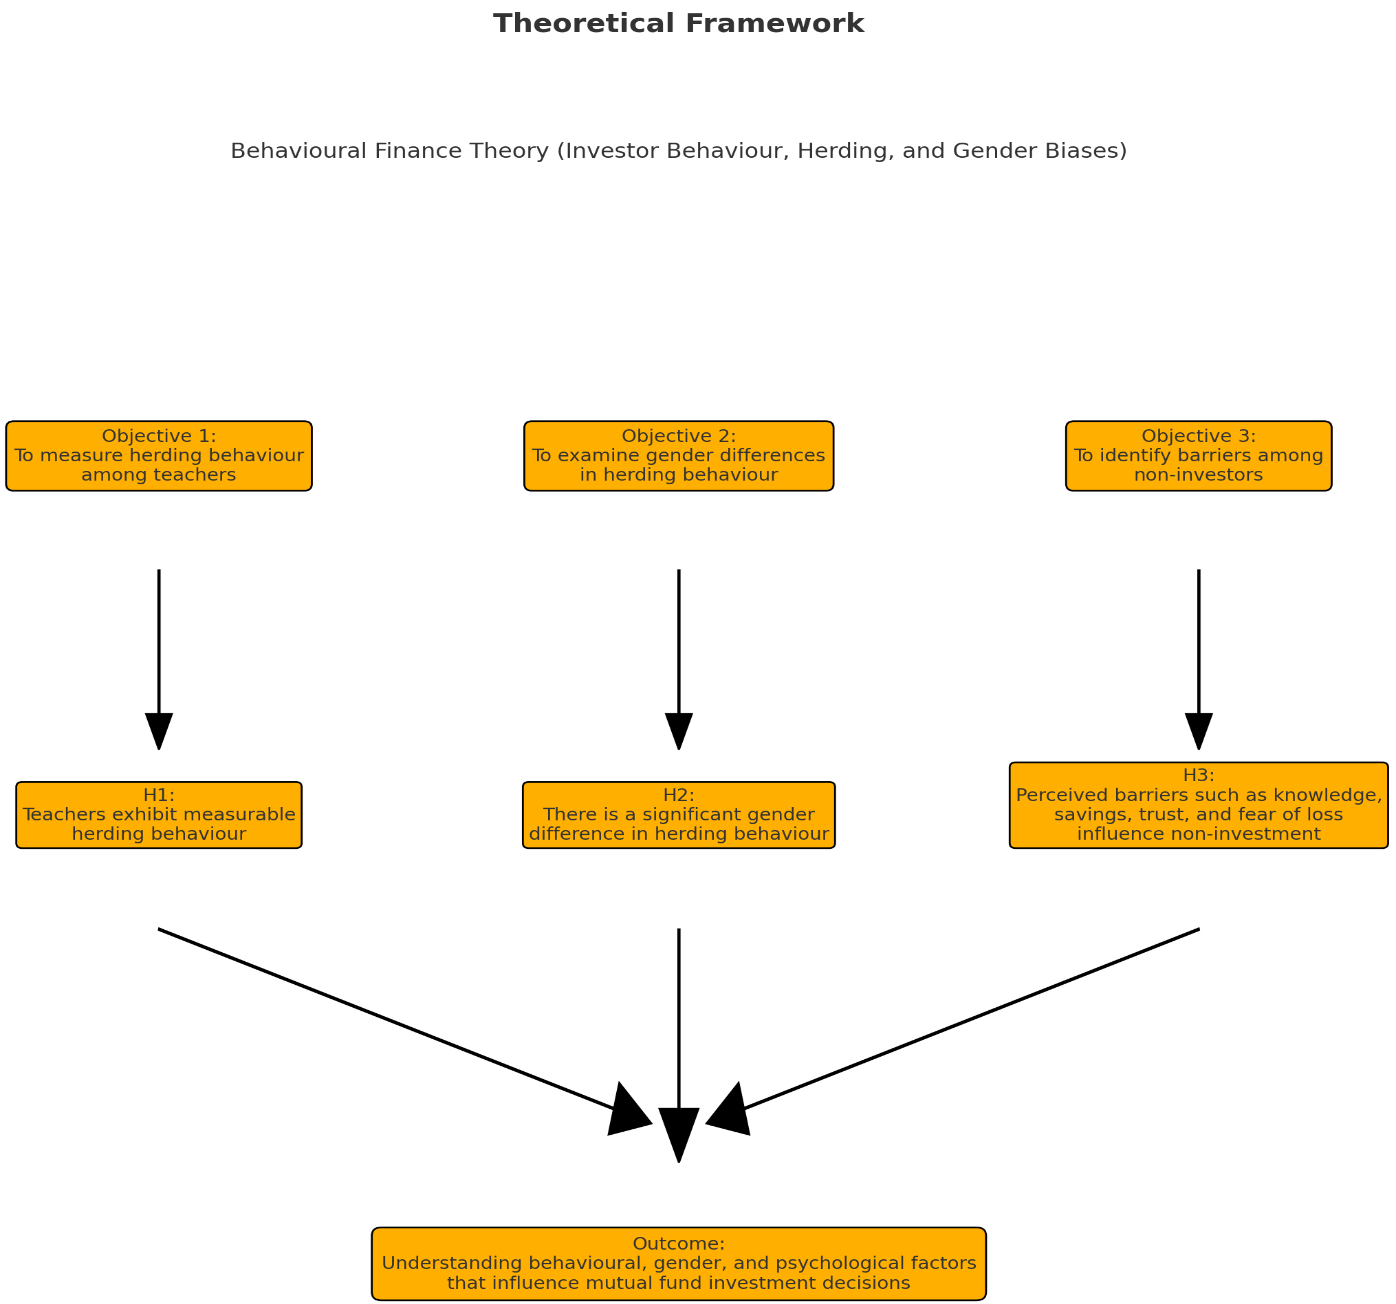 Theoretical Framework
Behavioural Finance Theory (Investor Behaviour, Herding, and Gender Biases)
Objective 1:
To measure herding behaviour
among teachers
Objective 2:
To examine gender differences
in herding behaviour
Objective 3:
To identify barriers among
non-investors
H1:
Teachers exhibit measurable
herding behaviour
H2:
There is a significant gender
difference in herding behaviour
H3:
Perceived barriers such as knowledge,
savings, trust, and fear of loss
influence non-investment
Outcome:
Understanding behavioural, gender, and psychological factors
that influence mutual fund investment decisions